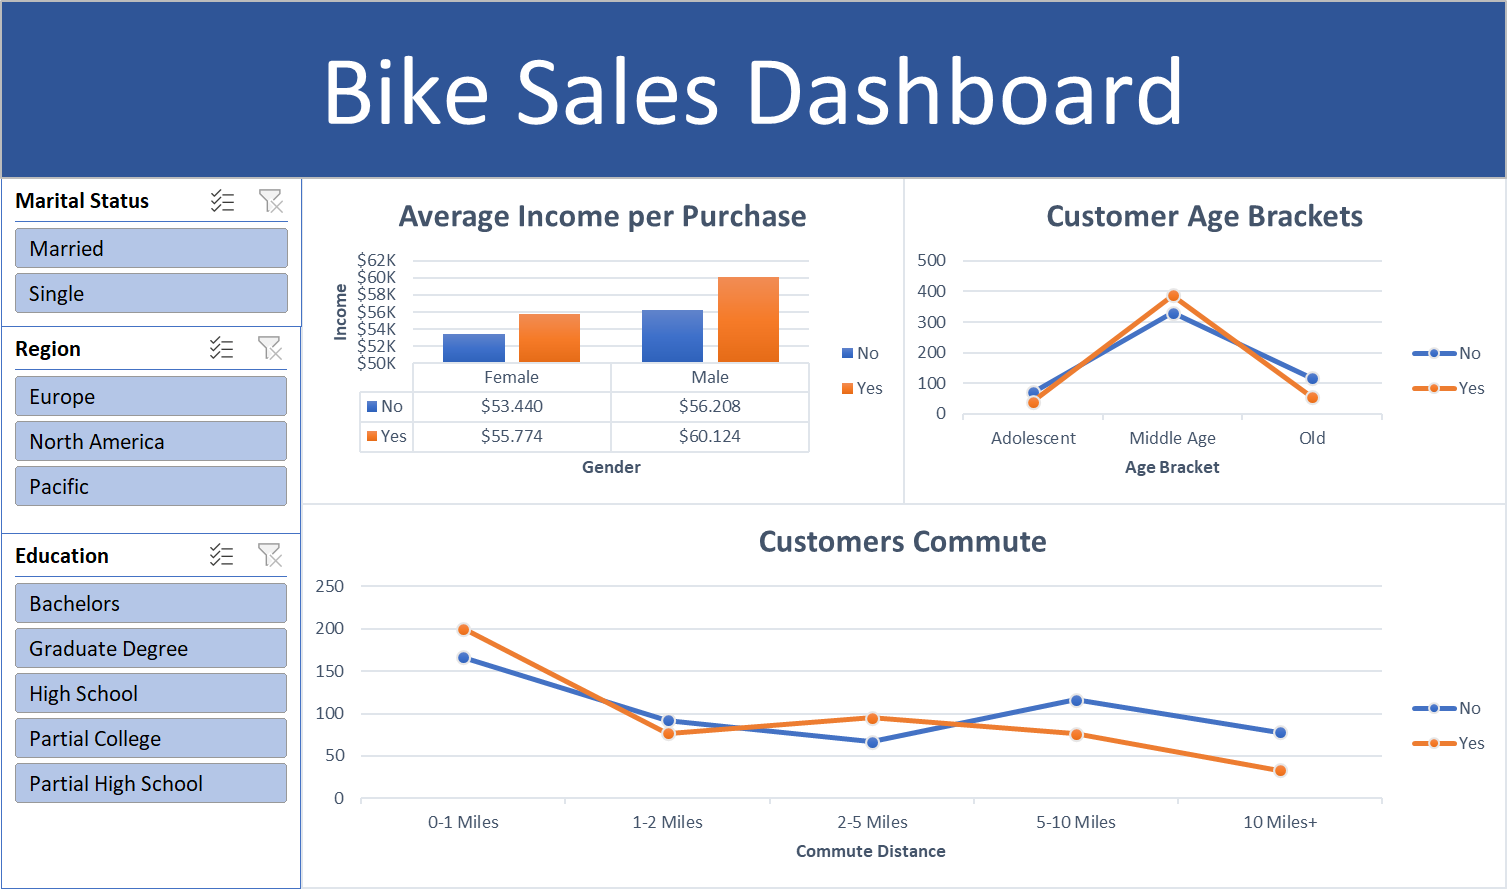 Bike Sales Dashboard
Marital Status
Married
Single
Region
Europe
North America
Pacific
Education
Bachelors
Graduate Degree
High School
Partial College
Partial High School
Average Income per Purchase
Income
$62K
$60K
$58K
$56K
$54K
$52K
$50K
Female Male
No $53.440 $56.208
Yes $55.774 $60.124
Gender
No
Yes
Customer Age Brackets
500
400
300
200
100
0
Adolescent Middle Age Old
Age Bracket
No
Yes
Customers Commute
250
200
150
100
50
0
0-1 Miles 1-2 Miles 2-5 Miles 5-10 Miles 10 Miles+
Commute Distance
No
Yes